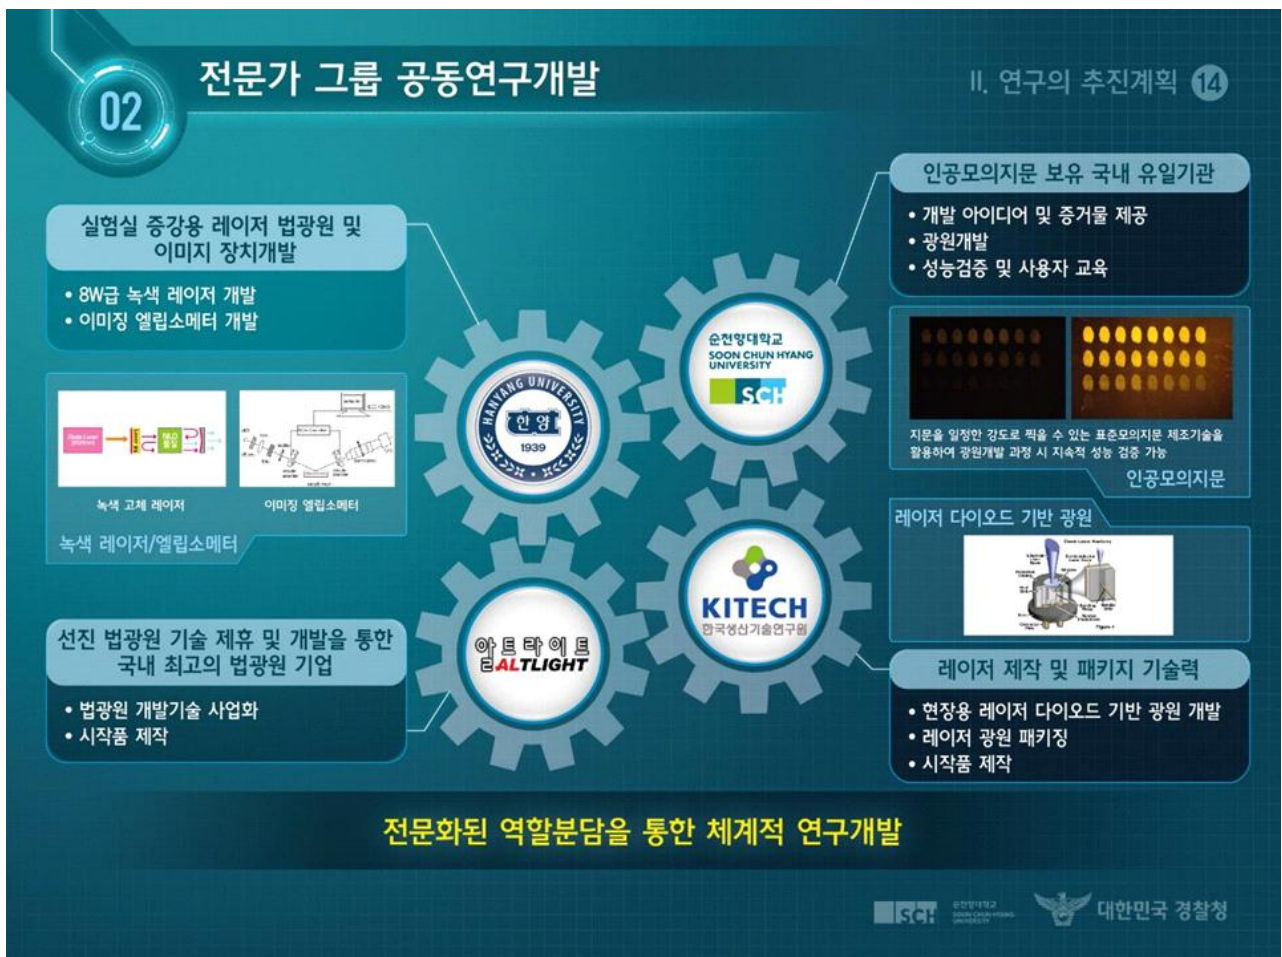 02
전문가 그룹 공동연구개발
II. 연구의 추진계획 14
실험실 증강용 레이저 법광원 및
이미지 장치개발
• 8W급 녹색 레이저 개발
• 이미징 엘립소메터 개발
녹색 고체 레이저
이미징 엘립소메터
녹색 레이저/엘립소메터
HANYANG UNIVERSITY
한양
1939
순천향대학교
SOON CHUN HYANG
UNIVERSITY
SCH
인공모의지문 보유 국내 유일기관
• 개발 아이디어 및 증거물 제공
• 광원개발
• 성능검증 및 사용자 교육
지문을 일정한 강도로 찍을 수 있는 표준모의지문 제조기술을
활용하여 광원개발 과정 시 지속적 성능 검증 가능
인공모의지문
선진 법광원 기술 제휴 및 개발을 통한
국내 최고의 법광원 기업
• 법광원 개발기술 사업화
• 시작품 제작
알트라이트
ALTLIGHT
KITECH
한국생산기술연구원
레이저 다이오드 기반 광원
Figure 1
레이저 제작 및 패키지 기술력
• 현장용 레이저 다이오드 기반 광원 개발
• 레이저 광원 패키징
• 시작품 제작
전문화된 역할분담을 통한 체계적 연구개발
SCH
순천향대학교
SOON CHUN HYANG
UNIVERSITY
대한민국 경찰청